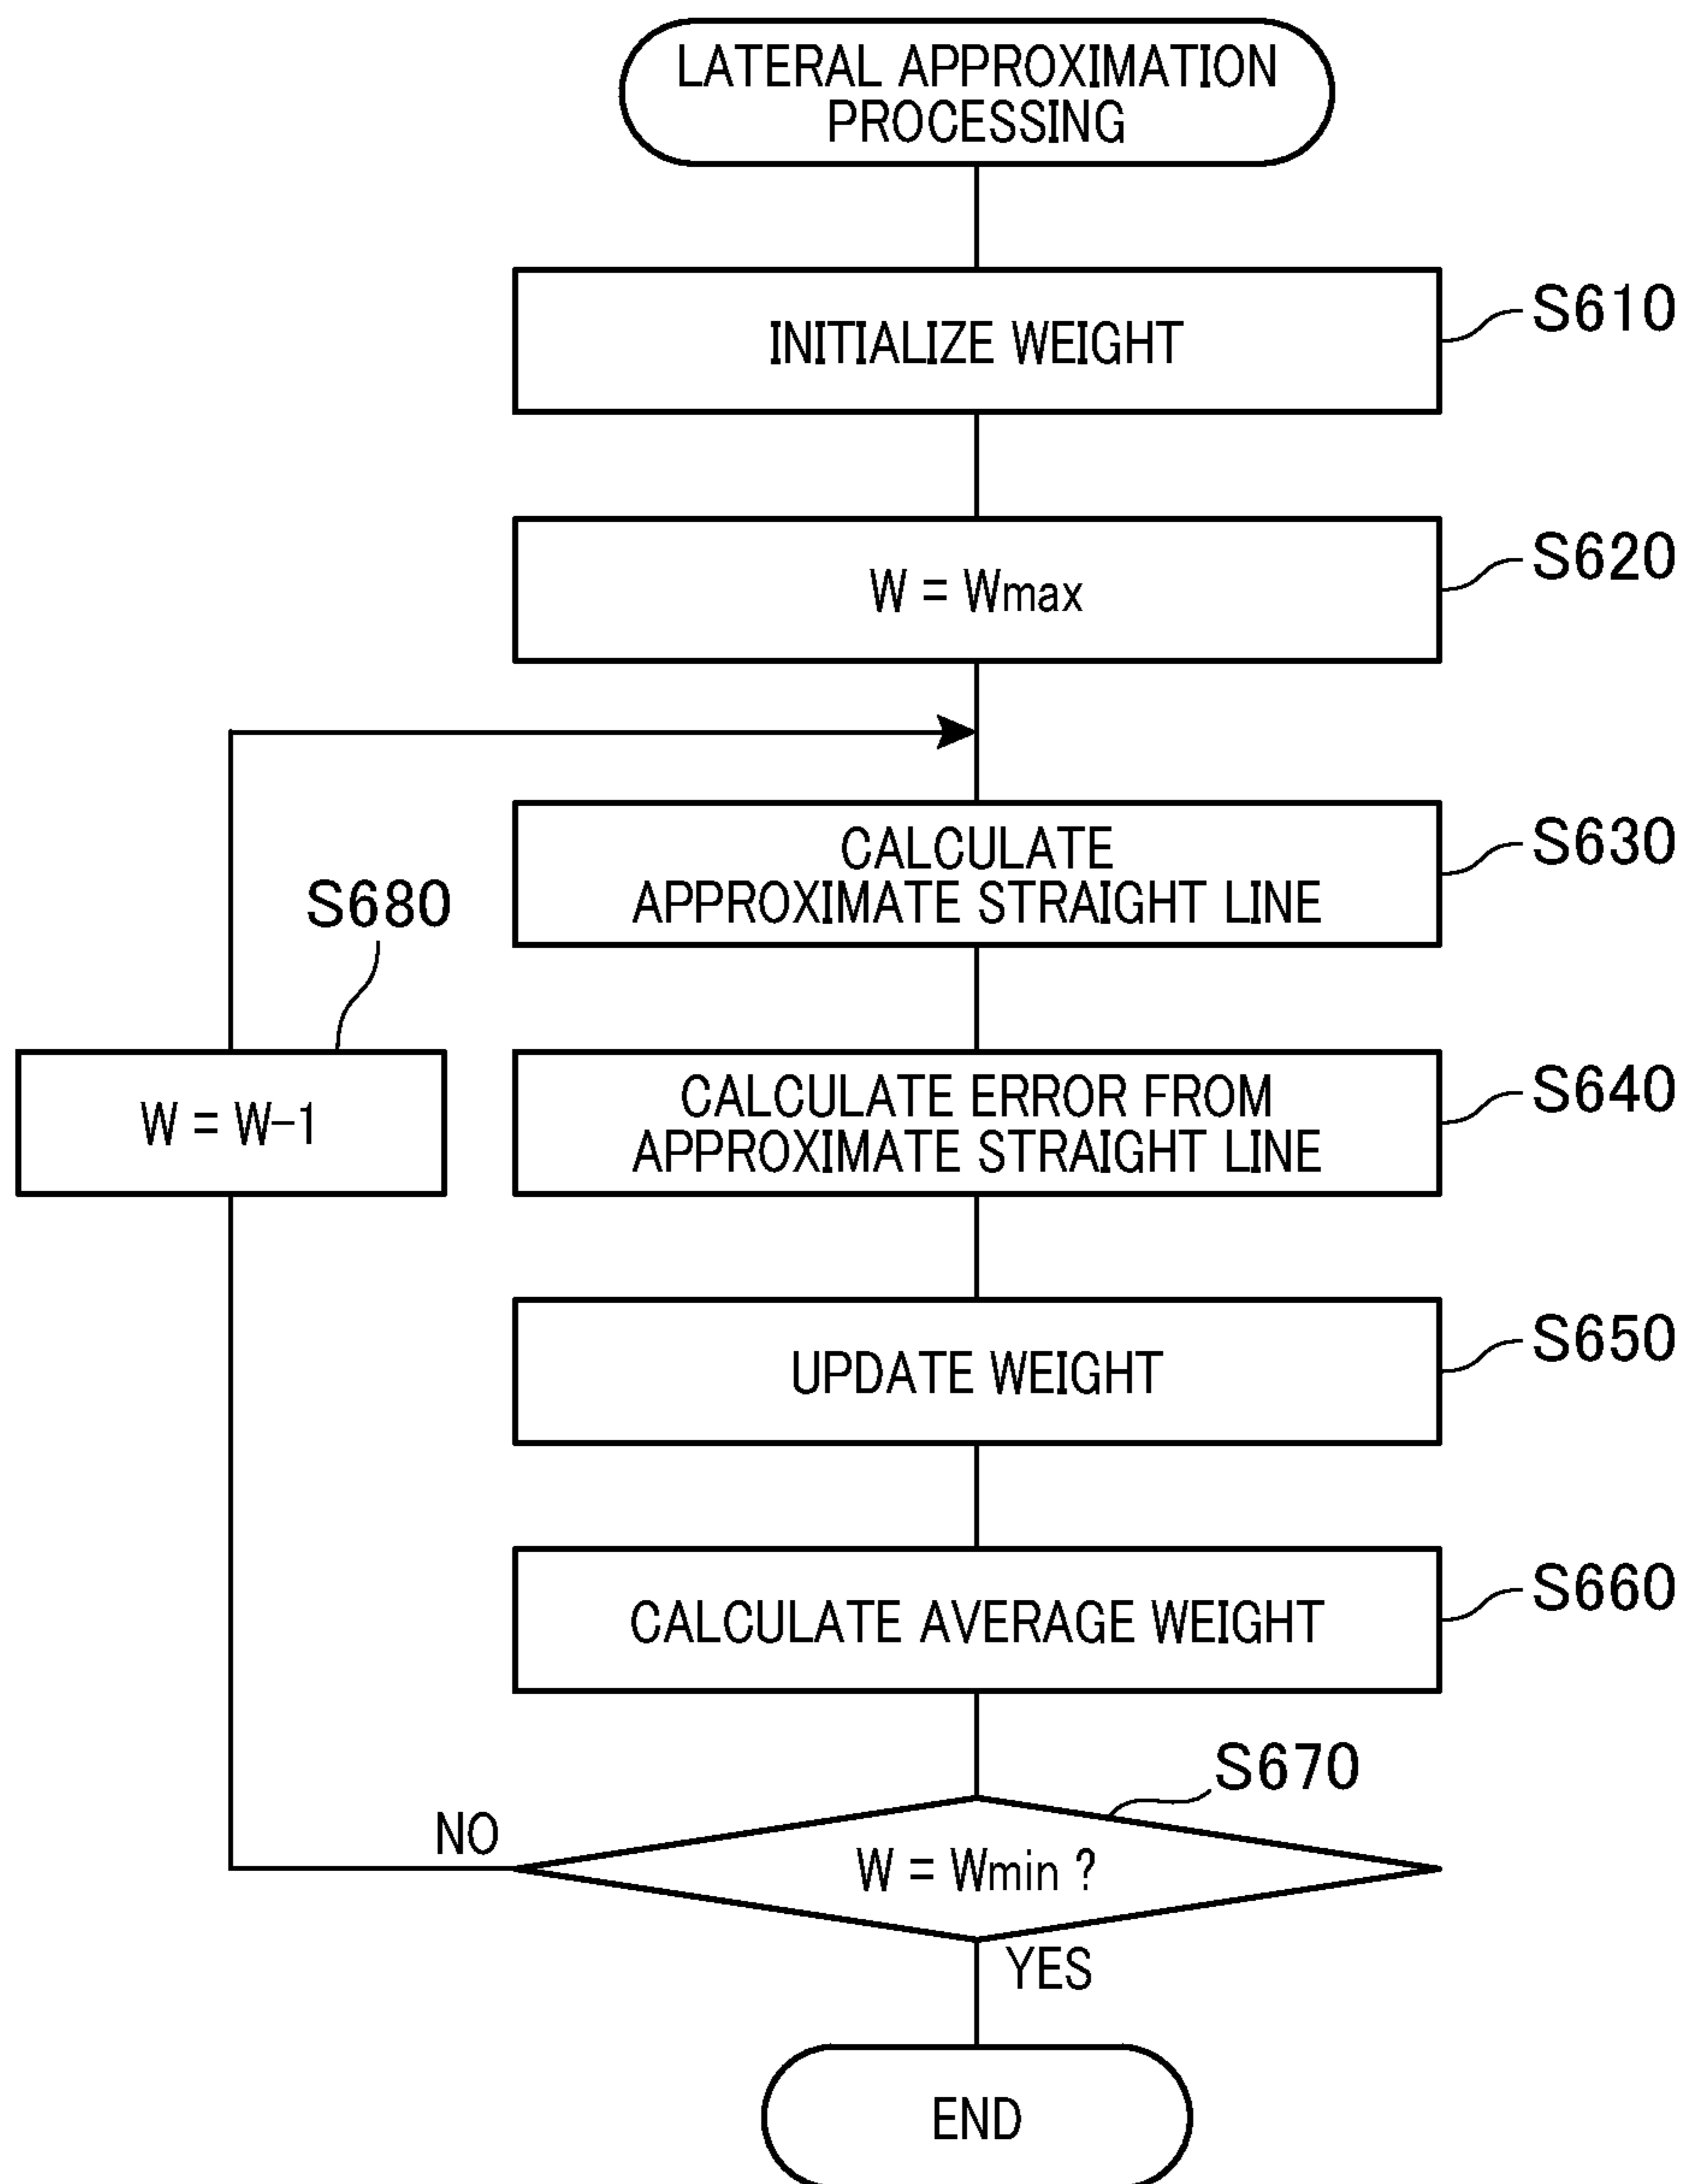 LATERAL APPROXIMATION
PROCESSING
INITIALIZE WEIGHT
S610
W = Wmax
S620
CALCULATE
APPROXIMATE STRAIGHT LINE
S630
S680
W = W-1
CALCULATE ERROR FROM
APPROXIMATE STRAIGHT LINE
S640
UPDATE WEIGHT
S650
CALCULATE AVERAGE WEIGHT
S660
S670
NO
W = Wmin ?
YES
END